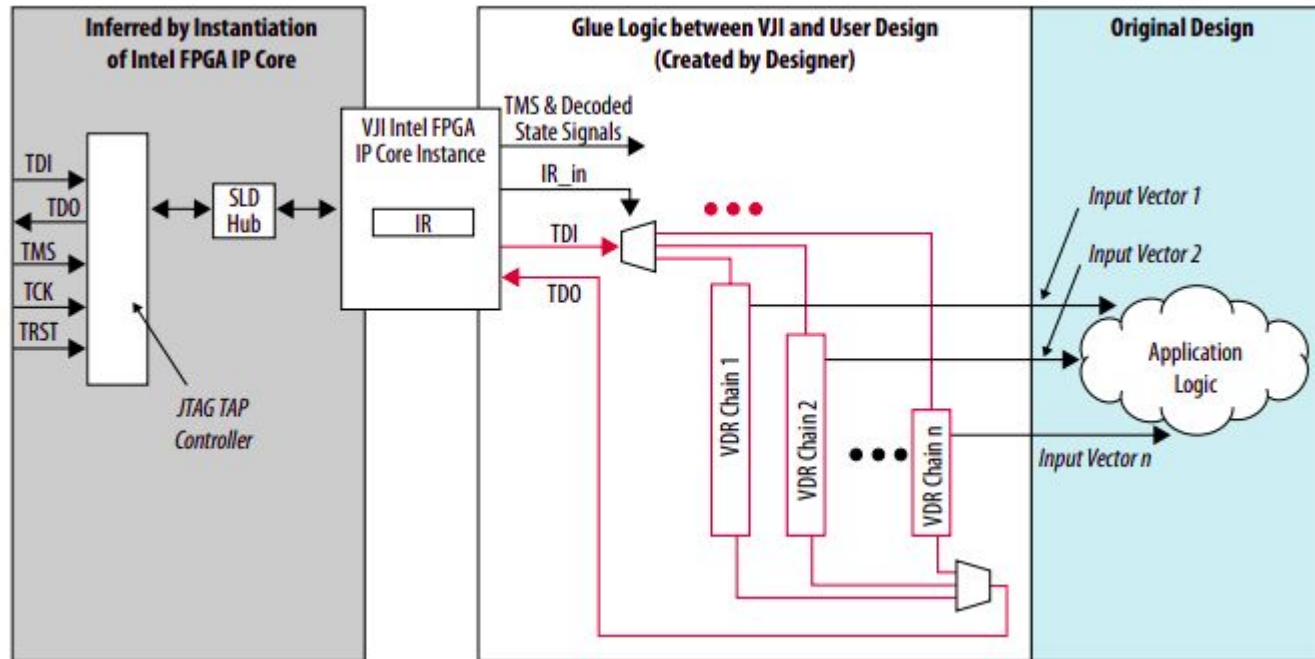 Inferred by Instantiation
of Intel FPGA IP Core
Glue Logic between VJI and User Design
(Created by Designer)
Original Design
TDI
TDO
TMS
TCK
TRST
JTAG TAP
Controller
SLD
Hub
VJI Intel FPGA
IP Core Instance
IR
TMS & Decoded
State Signals
IR_in
TDI
TDO
VDR Chain 1
VDR Chain 2
VDR Chain n
Input Vector 1
Input Vector 2
Application
Logic
Input Vector n